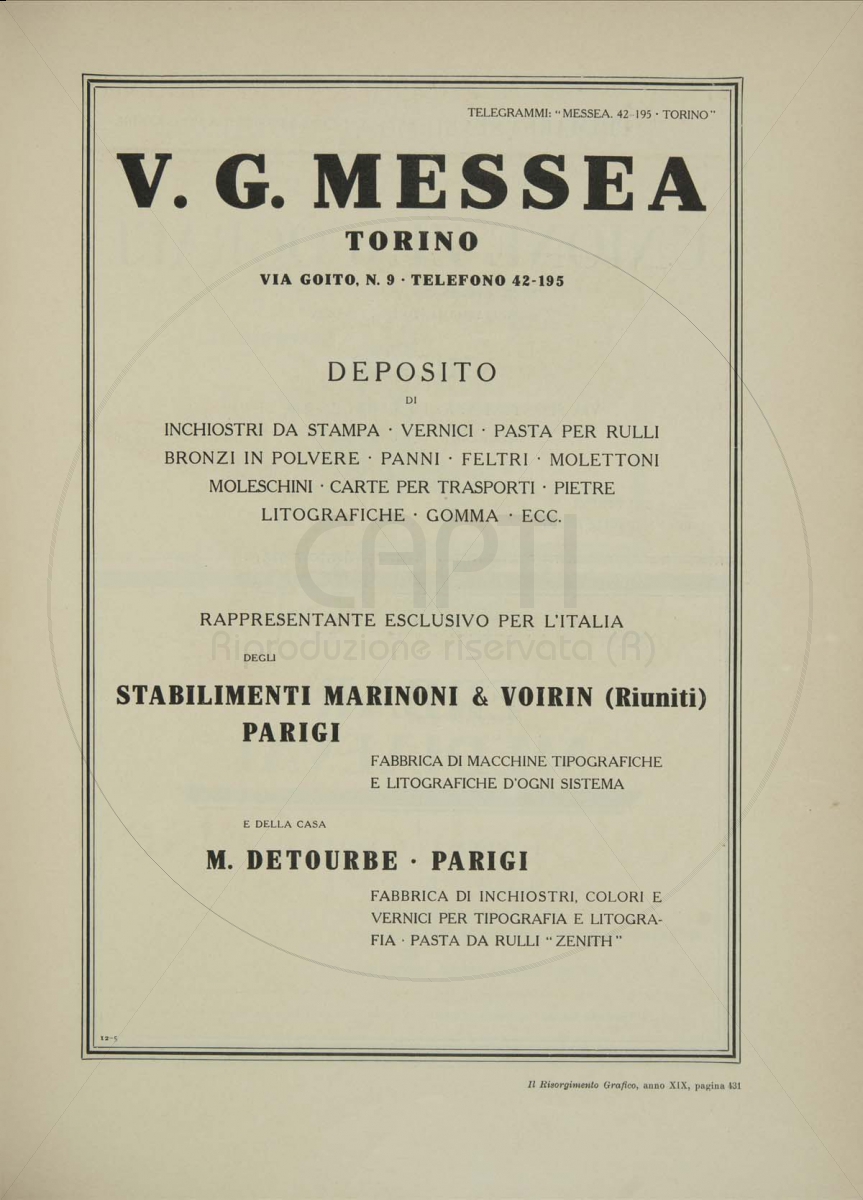 TELEGRAMMI: "MESSEA. 42-195 · TORINO"
V. G. MESSEA
TORINO
VIA GOITO, N. 9 · TELEFONO 42-195
DEPOSITO
DI
INCHIOSTRI DA STAMPA · VERNICI · PASTA PER RULLI
BRONZI IN POLVERE · PANNI · FELTRI · MOLETTONI
MOLESCHINI · CARTE PER TRASPORTI · PIETRE
LITOGRAFICHE · GOMMA · ECC.
CAPTI
RAPPRESENTANTE ESCLUSIVO PER L'ITALIA
Riproduzione riservata (R)
DEGLI
STABILIMENTI MARINONI & VOIRIN (Riuniti)
PARIGI
FABBRICA DI MACCHINE TIPOGRAFICHE
E LITOGRAFICHE D'OGNI SISTEMA
E DELLA CASA
M. DETOURBE · PARIGI
FABBRICA DI INCHIOSTRI, COLORI E
VERNICI PER TIPOGRAFIA E LITOGRA-
FIA · PASTA DA RULLI "ZENITH"
12-5
Il Risorgimento Grafico, anno XIX, pagina 431